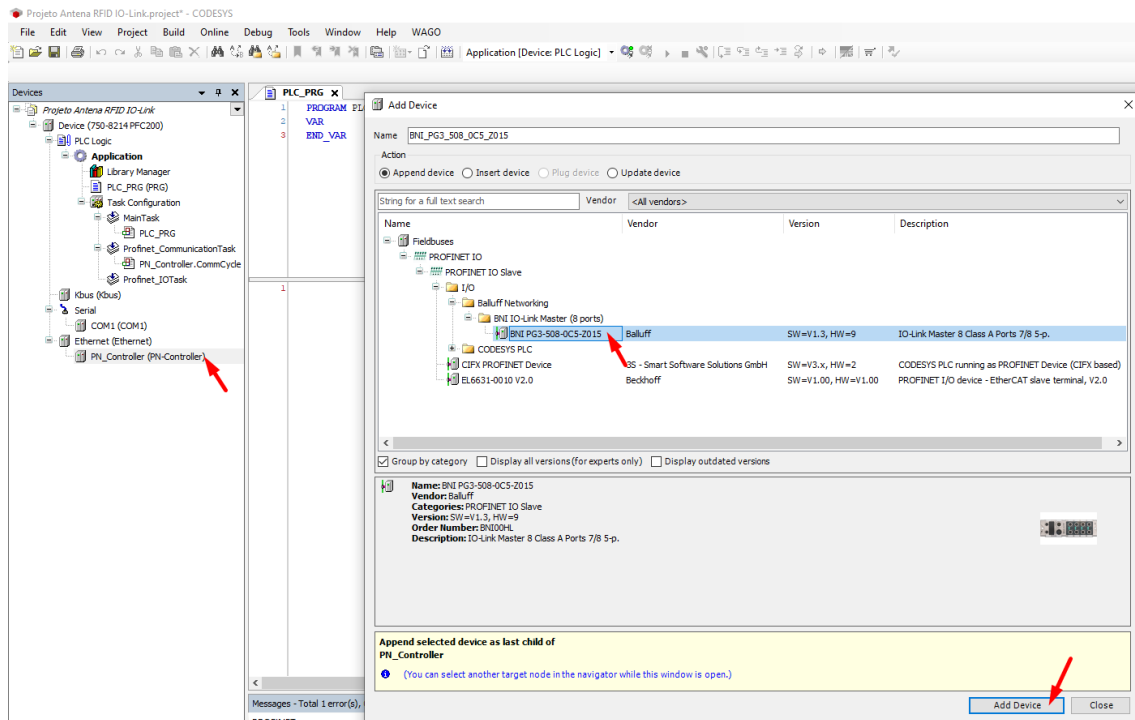 Projeto Antena RFID IO-Link.project* - CODESYS
File Edit View Project Build Online Debug Tools Window Help WAGO
Application [Device: PLC Logic]
Devices
Projeto Antena RFID IO-Link
Device (750-8214 PFC200)
PLC Logic
Application
Library Manager
PLC_PRG (PRG)
Task Configuration
MainTask
PLC_PRG
Profinet_CommunicationTask
PN_Controller.CommCycle
Profinet_IOTask
Kbus (Kbus)
Serial
COM1 (COM1)
Ethernet (Ethernet)
PN_Controller (PN-Controller)
PLC_PRG X
1 PROGRAM PL
2 VAR
3 END_VAR
1
Messages - Total 1 error(s),
Add Device
Name BNI_PG3_508_0C5_Z015
Action
Append device Insert device Plug device Update device
String for a full text search Vendor <All vendors>
Name Vendor Version Description
Fieldbuses
PROFINET IO
PROFINET IO Slave
I/O
Balluff Networking
BNI IO-Link Master (8 ports)
BNI PG3-508-0C5-Z015 Balluff SW=V1.3, HW=9 IO-Link Master 8 Class A Ports 7/8 5-p.
CODESYS PLC
CIFX PROFINET Device 3S - Smart Software Solutions GmbH SW=V3.x, HW=2 CODESYS PLC running as PROFINET Device (CIFX based)
EL6631-0010 V2.0 Beckhoff SW=V1.00, HW=V1.00 PROFINET I/O device - EtherCAT slave terminal, V2.0
Group by category Display all versions (for experts only) Display outdated versions
Name: BNI PG3-508-0C5-Z015
Vendor: Balluff
Categories: PROFINET IO Slave
Version: SW=V1.3, HW=9
Order Number: BNI00HL
Description: IO-Link Master 8 Class A Ports 7/8 5-p.
Append selected device as last child of
PN_Controller
(You can select another target node in the navigator while this window is open.)
Add Device Close